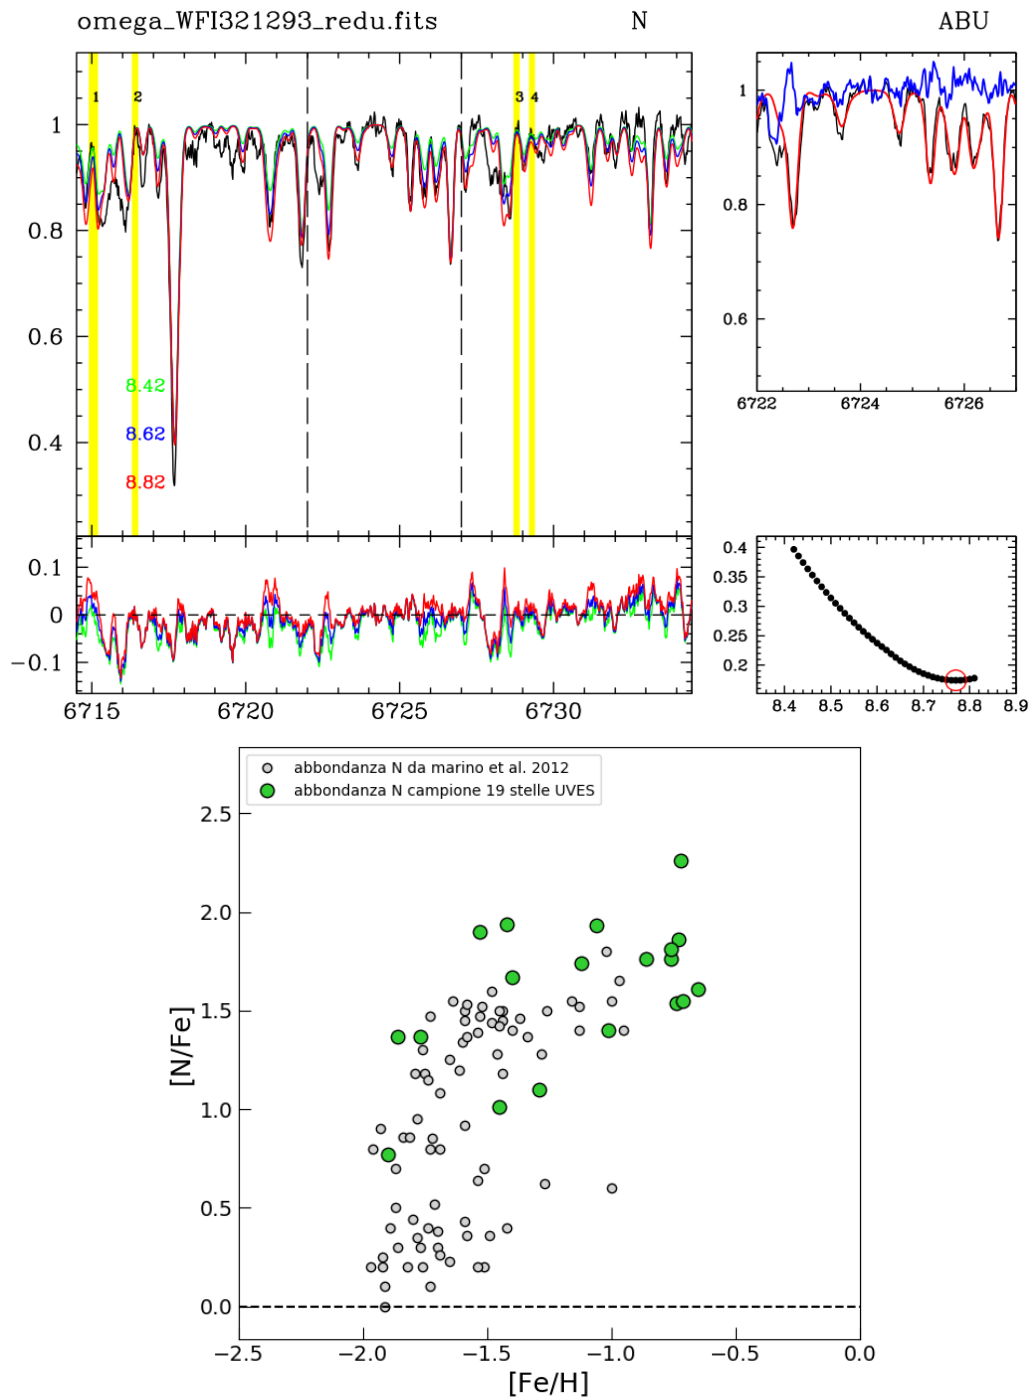 omega_WFI321293_redu.fits N ABU
1 2 3 4
1
0.8
0.6
0.4
8.42
8.62
8.82
1
0.8
0.6
6722 6724 6726
0.1
0
−0.1
6715 6720 6725 6730
0.4
0.35
0.3
0.25
0.2
8.4 8.5 8.6 8.7 8.8 8.9
abbondanza N da marino et al. 2012
abbondanza N campione 19 stelle UVES
[N/Fe]
2.5
2.0
1.5
1.0
0.5
0.0
−2.5 −2.0 −1.5 −1.0 −0.5 0.0
[Fe/H]